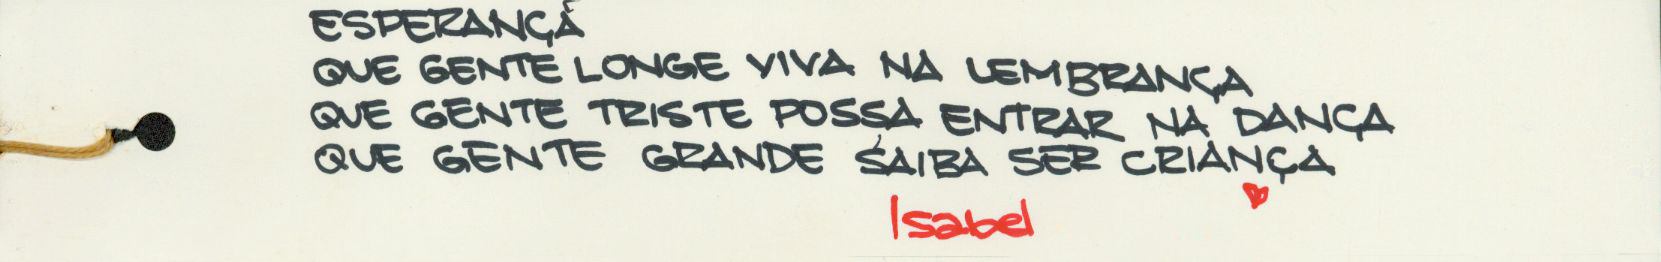 ESPERANÇA
QUE GENTE LONGE VIVA NA LEMBRANÇA
QUE GENTE TRISTE POSSA ENTRAR NA DANÇA
QUE GENTE GRANDE SAIBA SER CRIANÇA
Isabel